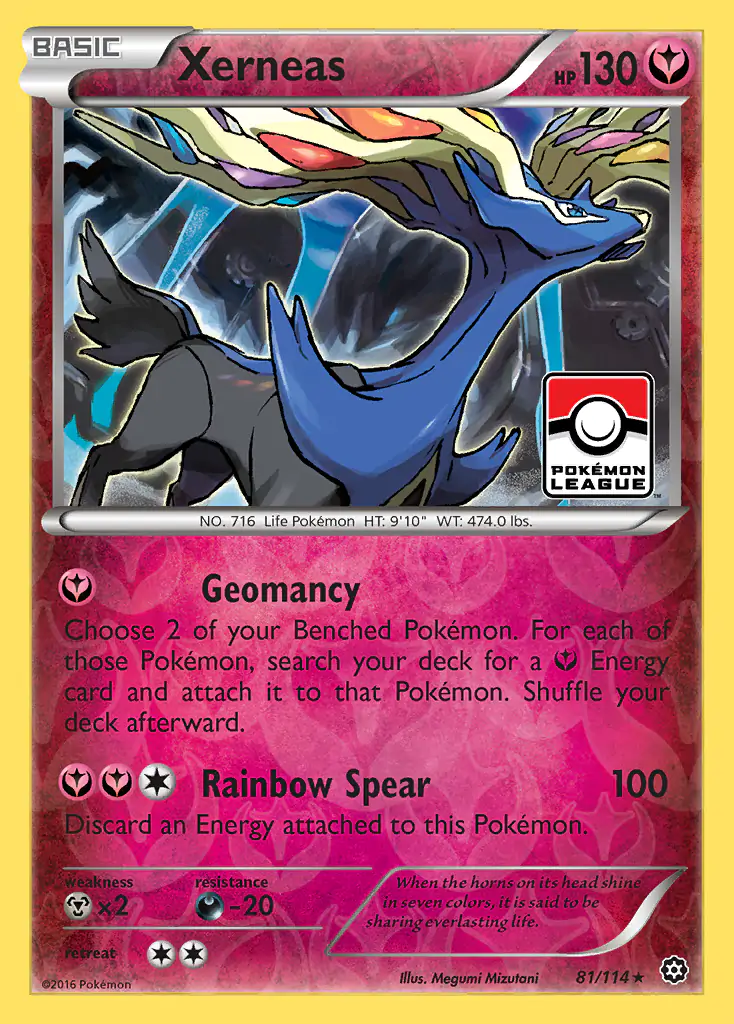 BASIC
Xerneas
HP 130
POKÉMON
LEAGUE
™
NO. 716 Life Pokémon HT: 9'10" WT: 474.0 lbs.
Geomancy
Choose 2 of your Benched Pokémon. For each of
those Pokémon, search your deck for a Energy
card and attach it to that Pokémon. Shuffle your
deck afterward.
Rainbow Spear 100
Discard an Energy attached to this Pokémon.
weakness resistance
×2 -20
retreat
When the horns on its head shine
in seven colors, it is said to be
sharing everlasting life.
©2016 Pokémon
Illus. Megumi Mizutani
81/114★